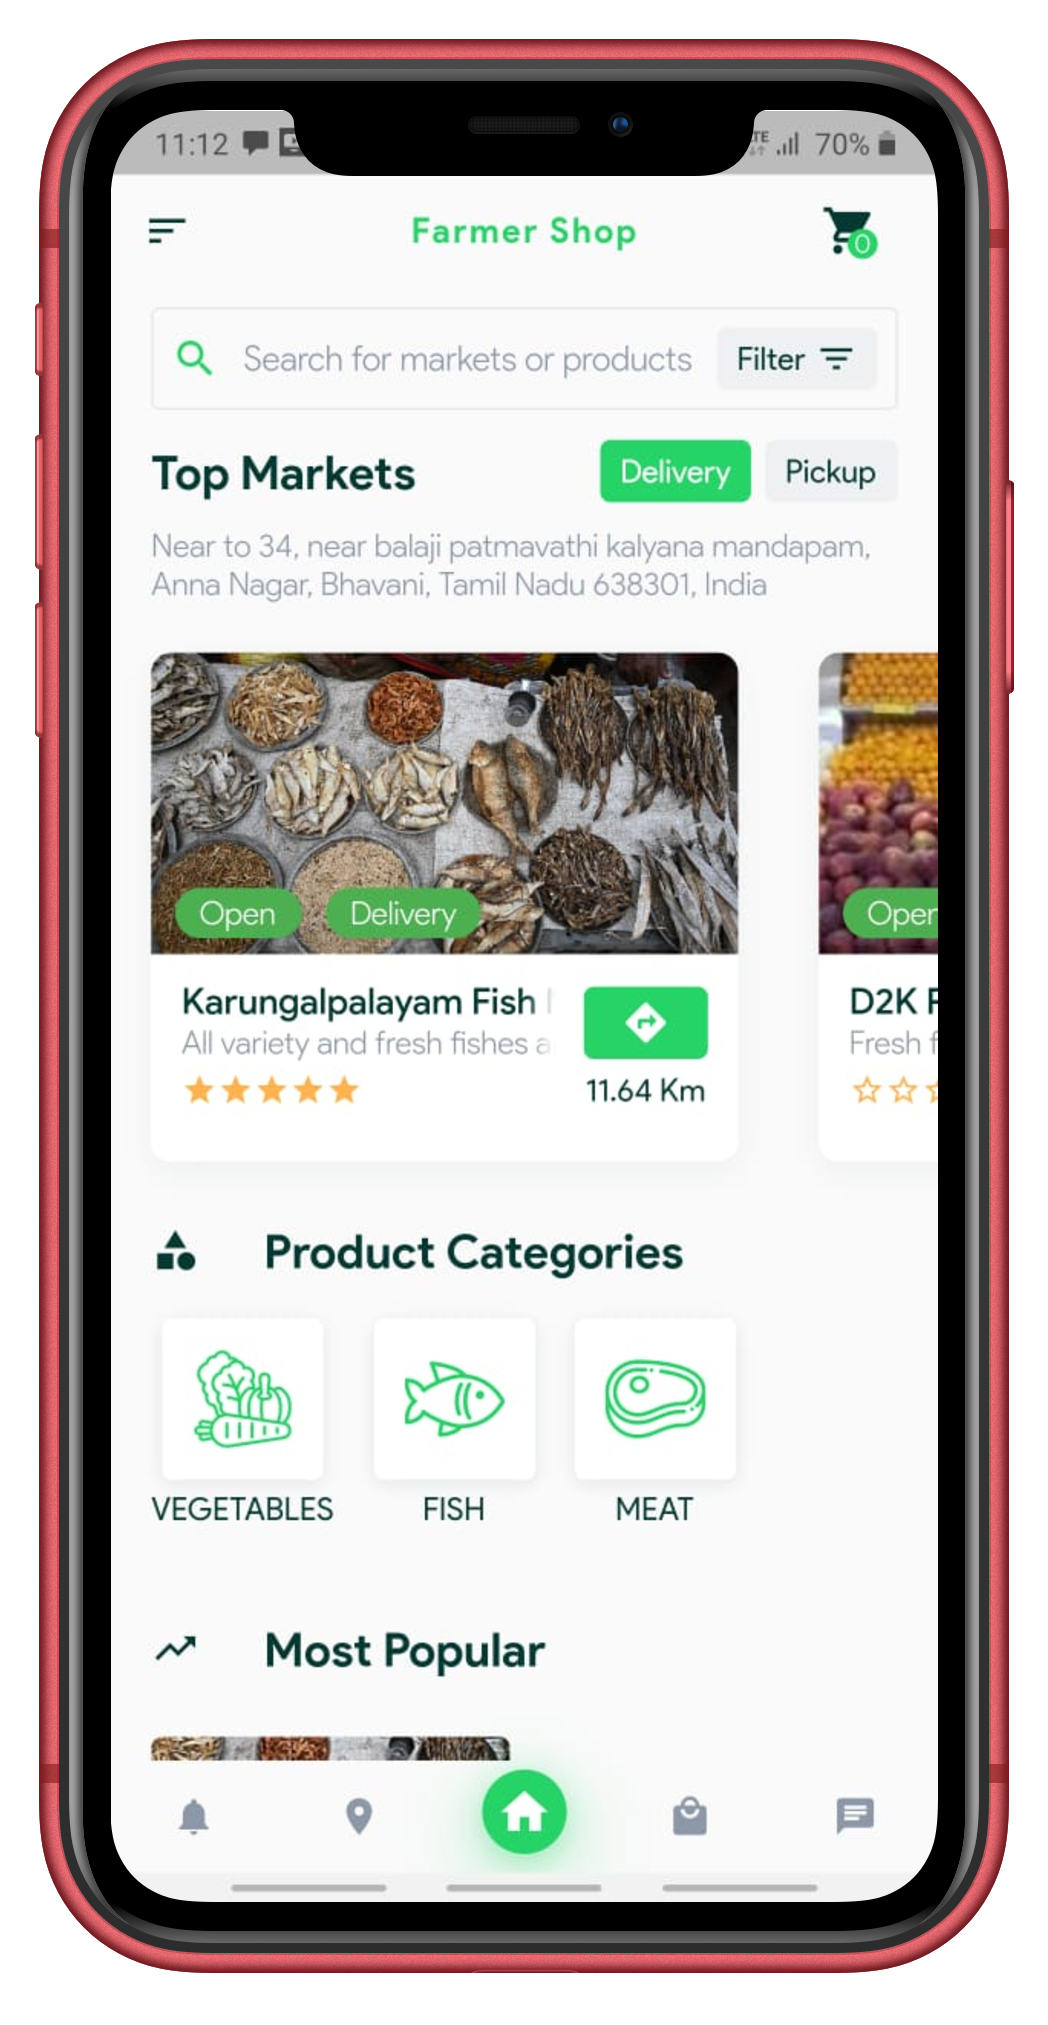 11:12
70%
Farmer Shop
0
Search for markets or products
Filter
Top Markets
Delivery
Pickup
Near to 34, near balaji patmavathi kalyana mandapam,
Anna Nagar, Bhavani, Tamil Nadu 638301, India
Open
Delivery
Open
Karungalpalayam Fish
D2K
All variety and fresh fishes
Fresh
11.64 Km
Product Categories
VEGETABLES
FISH
MEAT
Most Popular